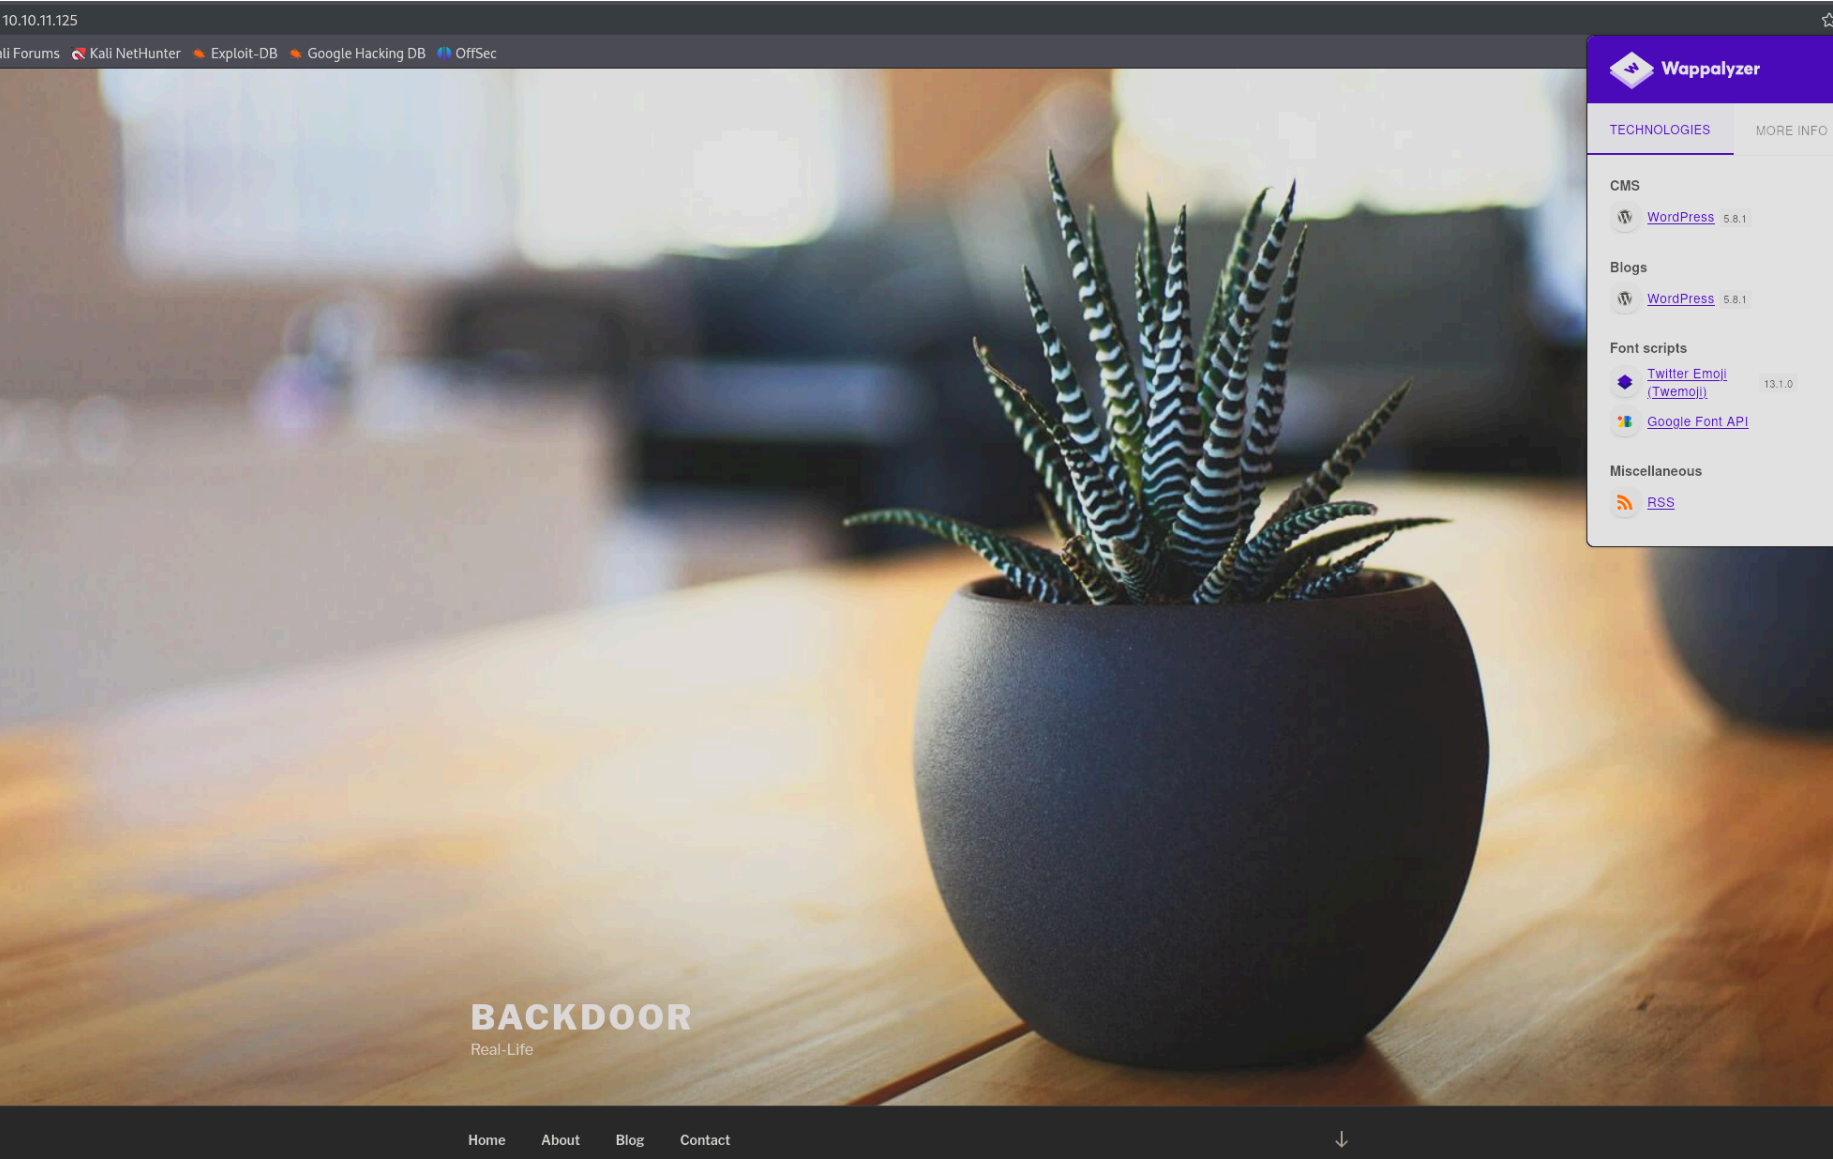 10.10.11.125
ali Forums Kali NetHunter Exploit-DB Google Hacking DB OffSec
Wappalyzer
TECHNOLOGIES MORE INFO
CMS
WordPress 5.8.1
Blogs
WordPress 5.8.1
Font scripts
Twitter Emoji
(Twemoji) 13.1.0
Google Font API
Miscellaneous
RSS
BACKDOOR
Real-Life
Home About Blog Contact